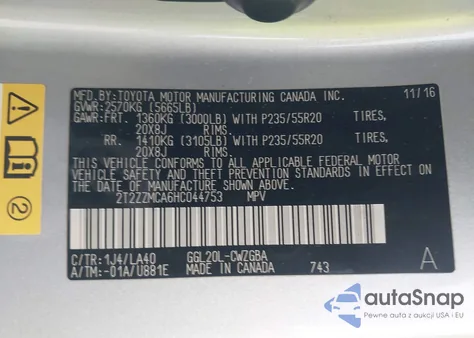 MFD.BY:TOYOTA MOTOR MANUFACTURING CANADA INC. 11/16
GVWR:2570KG (5665LB)
GAWR:FRT. 1360KG (3000LB) WITH P235/55R20 TIRES,
20X8J RIMS.
RR. 1410KG (3105LB) WITH P235/55R20 TIRES,
20X8J RIMS.
THIS VEHICLE CONFORMS TO ALL APPLICABLE FEDERAL MOTOR
VEHICLE SAFETY AND THEFT PREVENTION STANDARDS IN EFFECT
ON THE DATE OF MANUFACTURE SHOWN ABOVE.
2T2ZZMCA6HC044753 MPV
C/TR:1J4/LA40 GGL20L-CWZGBA
A/TM:-01A/U881E MADE IN CANADA 743 A
2
autoSnap
Pewne auta z USA i EU